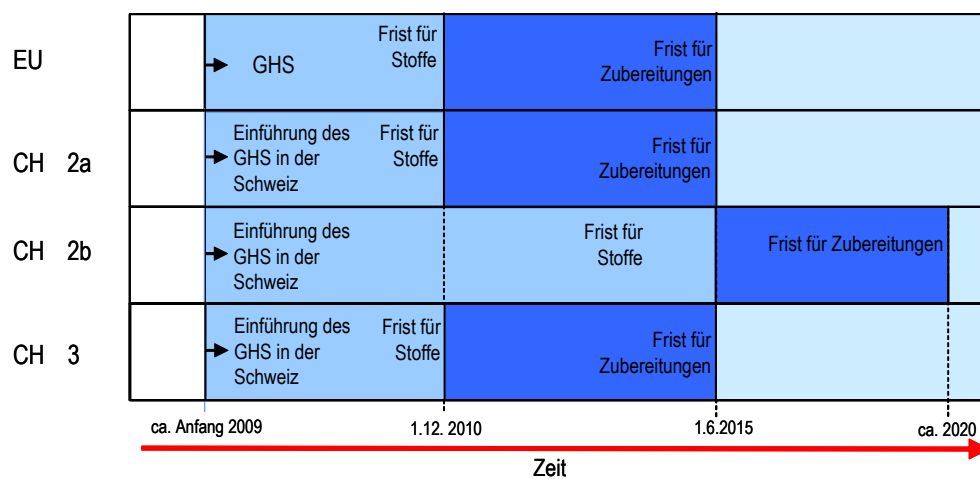 EU
GHS
Frist für
Stoffe
Frist für
Zubereitungen
CH 2a
Einführung des
GHS in der
Schweiz
Frist für
Stoffe
Frist für
Zubereitungen
CH 2b
Einführung des
GHS in der
Schweiz
Frist für
Stoffe
Frist für Zubereitungen
CH 3
Einführung des
GHS in der
Schweiz
Frist für
Stoffe
Frist für
Zubereitungen
ca. Anfang 2009
1.12. 2010
1.6.2015
ca. 2020
Zeit